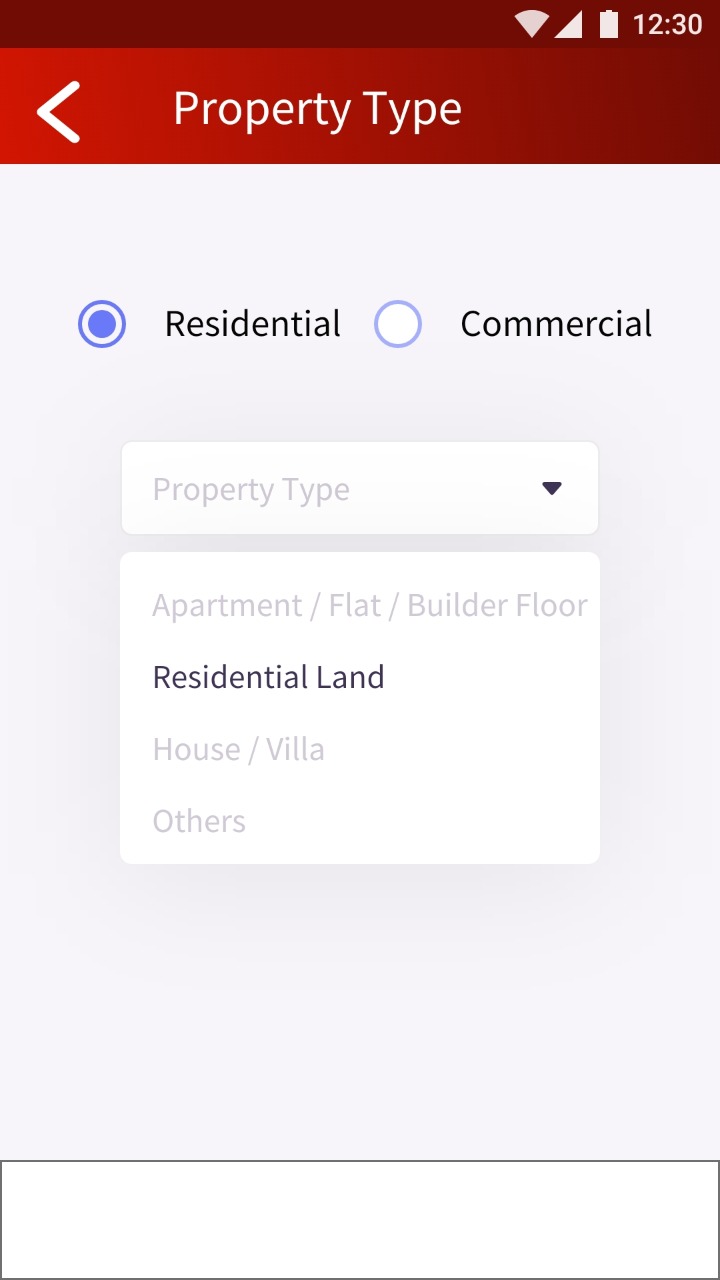 12:30
Property Type
Residential Commercial
Property Type
Apartment / Flat / Builder Floor
Residential Land
House / Villa
Others